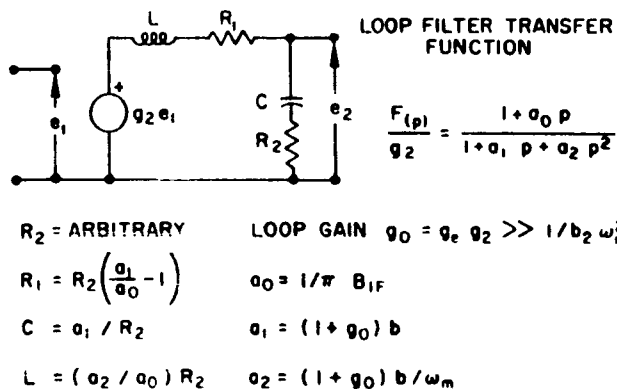 L
R₁
LOOP FILTER TRANSFER
FUNCTION
+
e₁
g₂e₁
C
R₂
e₂
F(p) / g₂ = (1 + a₀ p) / (1 + a₁ p + a₂ p²)
R₂ = ARBITRARY
LOOP GAIN g₀ = gₑ g₂ >> 1/b₂
R₁ = R₂(a₁/a₀ - 1)
a₀ = 1/π B_IF
C = a₁ / R₂
a₁ = (1 + g₀) b
L = (a₂ / a₀) R₂
a₂ = (1 + g₀) b/ω_m